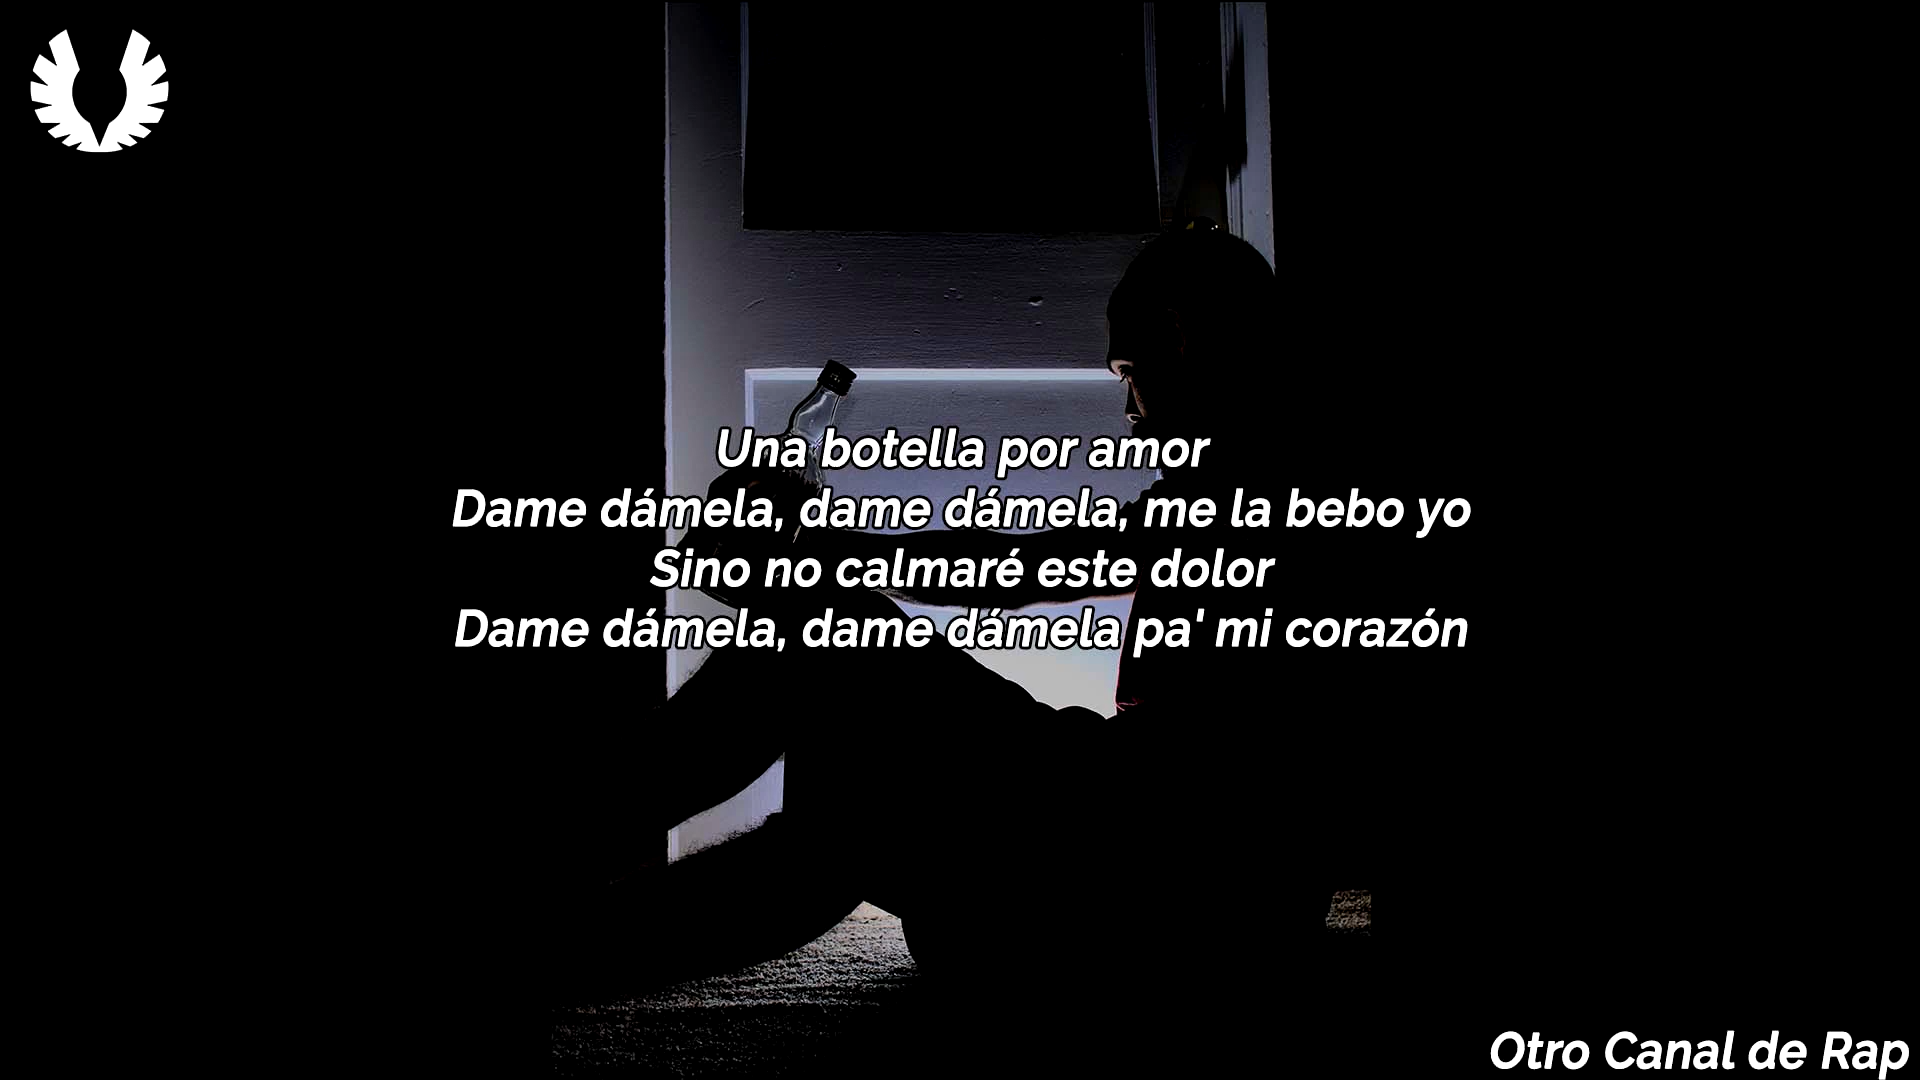 Una botella por amor
Dame dámela, dame dámela, me la bebo yo
Sino no calmaré este dolor
Dame dámela, dame dámela pa' mi corazón
Otro Canal de Rap